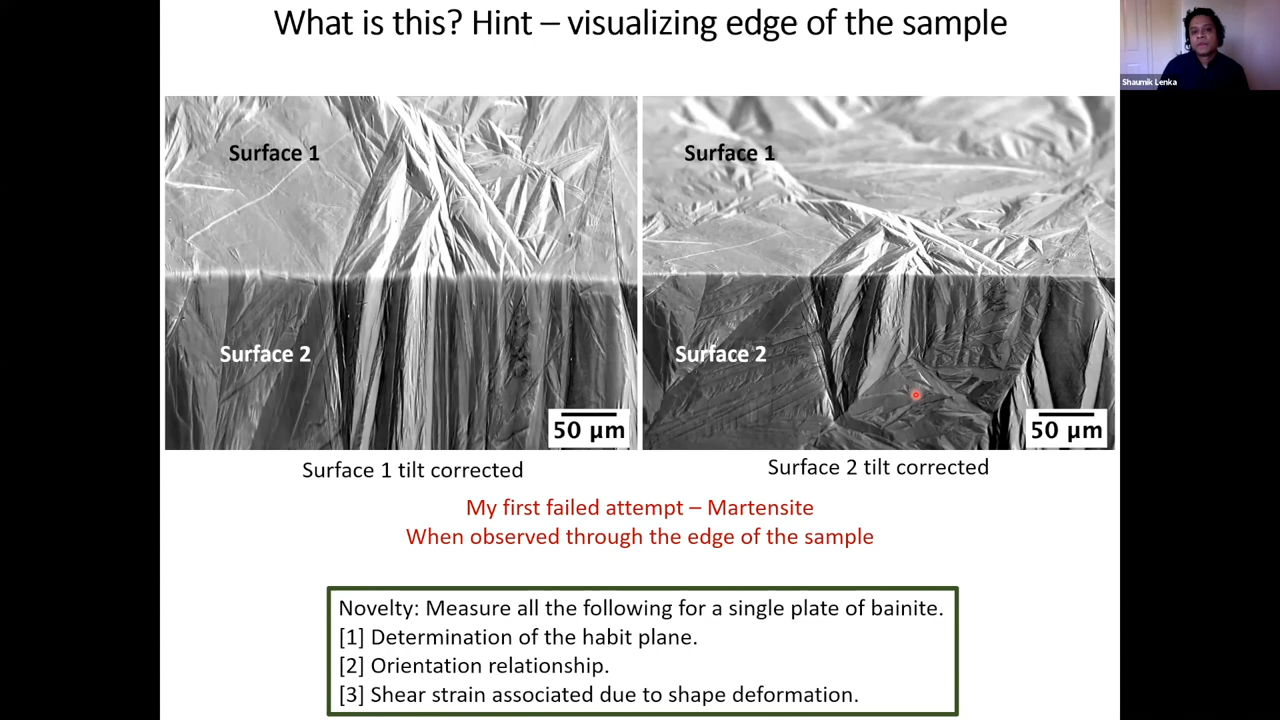 What is this? Hint – visualizing edge of the sample
Shaumik Lenka
Surface 1
Surface 2
50 µm
Surface 1
Surface 2
50 µm
Surface 1 tilt corrected
Surface 2 tilt corrected
My first failed attempt – Martensite
When observed through the edge of the sample
Novelty: Measure all the following for a single plate of bainite.
[1] Determination of the habit plane.
[2] Orientation relationship.
[3] Shear strain associated due to shape deformation.